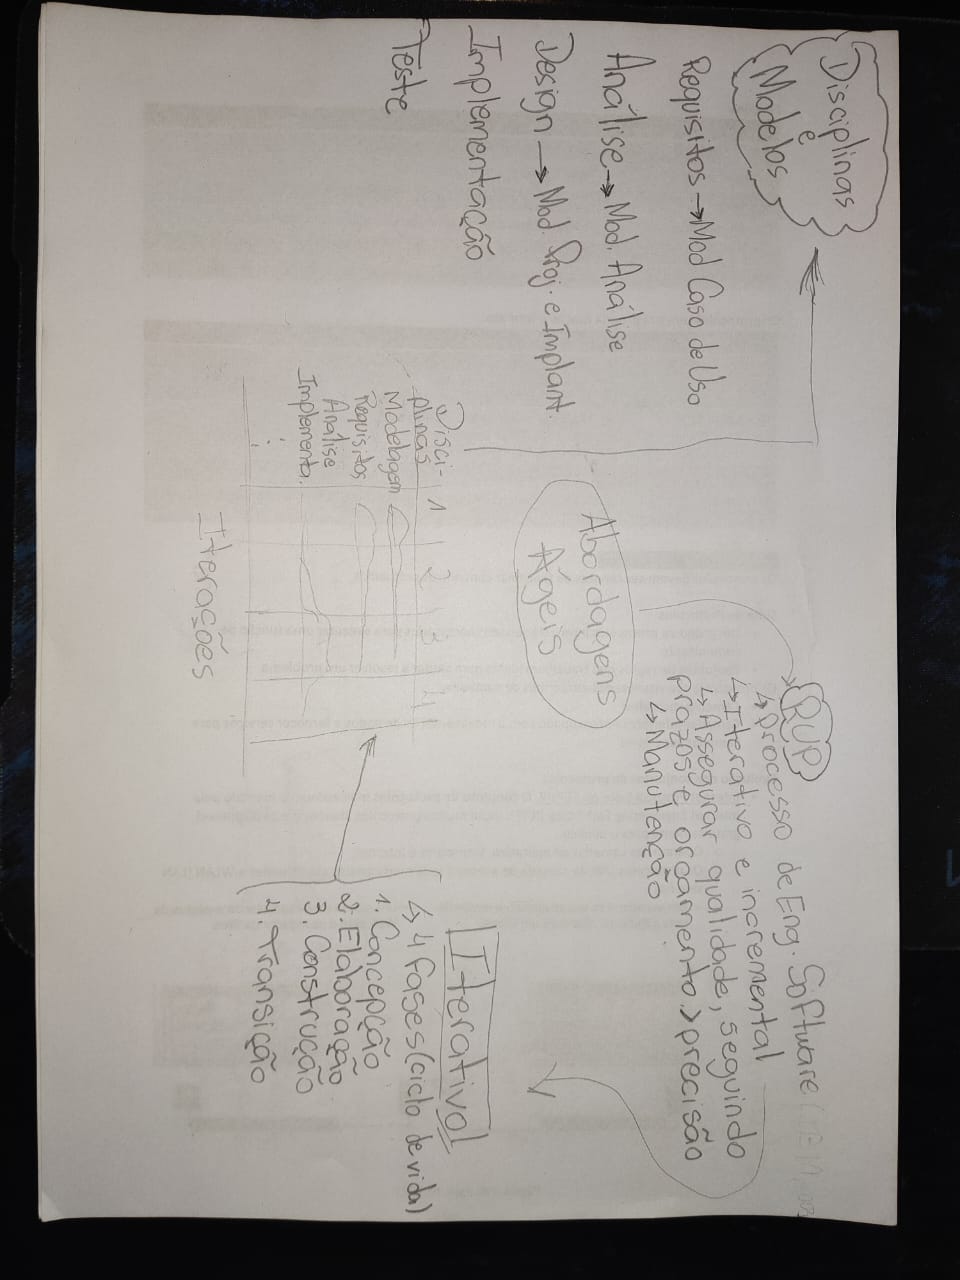 Disciplinas
e
Modelos
Requisitos → Mod Caso de Uso
Análise → Mod. Análise
Design → Mod. Proj. e Implant.
Implementação
Teste
Abordagens
Ágeis
RUP
↳ processo de Eng. Software
↳ Iterativo e incremental
↳ Assegurar qualidade, seguindo
prazos e orçamento > precisão
↳ Manutenção
Iterativo
↳ 4 fases (ciclo de vida)
1. Concepção
2. Elaboração
3. Construção
4. Transição
Disci-
plinas 1 2 3 4
Modelagem
Requisitos
Análise
Implementa.
Iterações